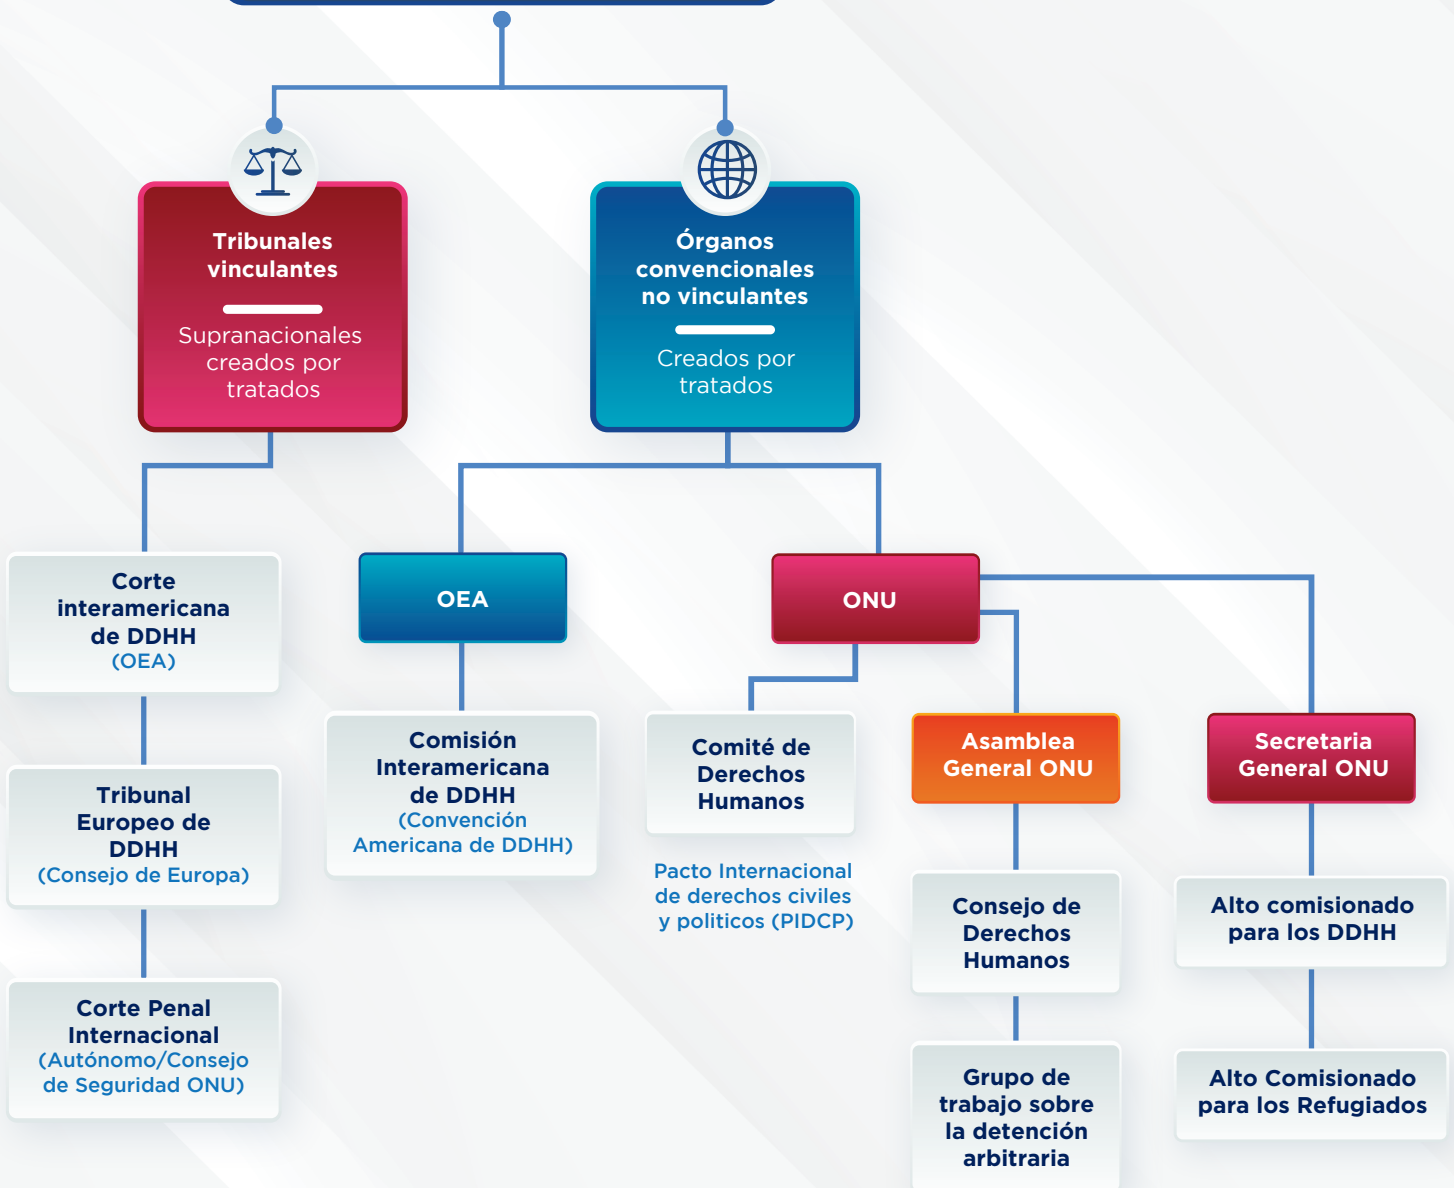 Tribunales
vinculantes
Supranacionales
creados por
tratados
Órganos
convencionales
no vinculantes
Creados por
tratados
Corte
interamericana
de DDHH
(OEA)
Tribunal
Europeo de
DDHH
(Consejo de Europa)
Corte Penal
Internacional
(Autónomo/Consejo
de Seguridad ONU)
OEA
Comisión
Interamericana
de DDHH
(Convención
Americana de DDHH)
ONU
Comité de
Derechos
Humanos
Pacto Internacional
de derechos civiles
y politicos (PIDCP)
Asamblea
General ONU
Consejo de
Derechos
Humanos
Grupo de
trabajo sobre
la detención
arbitraria
Secretaria
General ONU
Alto comisionado
para los DDHH
Alto Comisionado
para los Refugiados